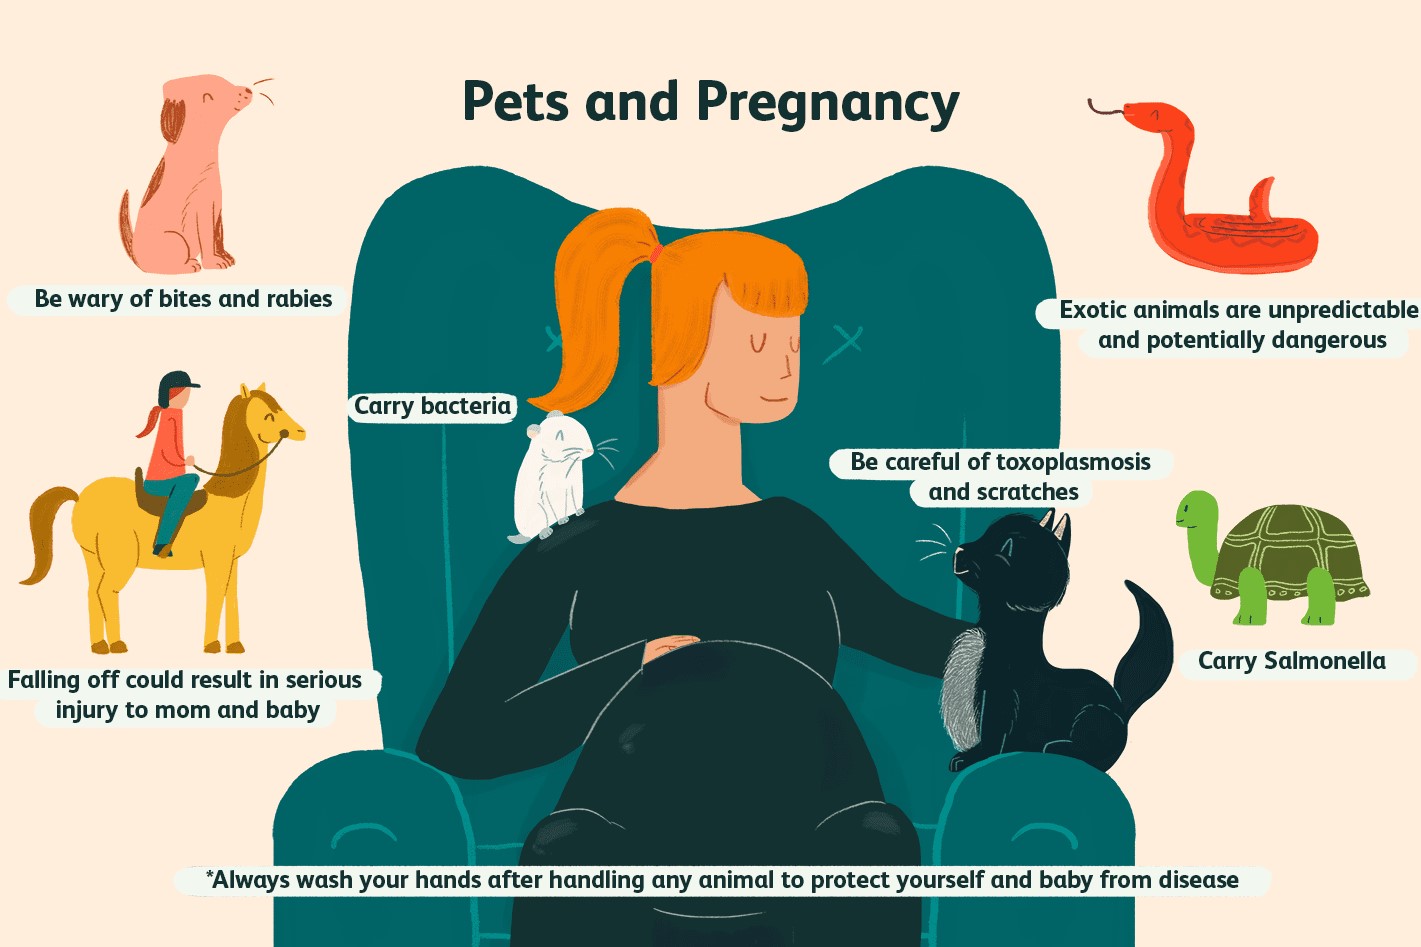 Pets and Pregnancy
Be wary of bites and rabies
Exotic animals are unpredictable
and potentially dangerous
Carry bacteria
Be careful of toxoplasmosis
and scratches
Falling off could result in serious
injury to mom and baby
Carry Salmonella
*Always wash your hands after handling any animal to protect yourself and baby from disease